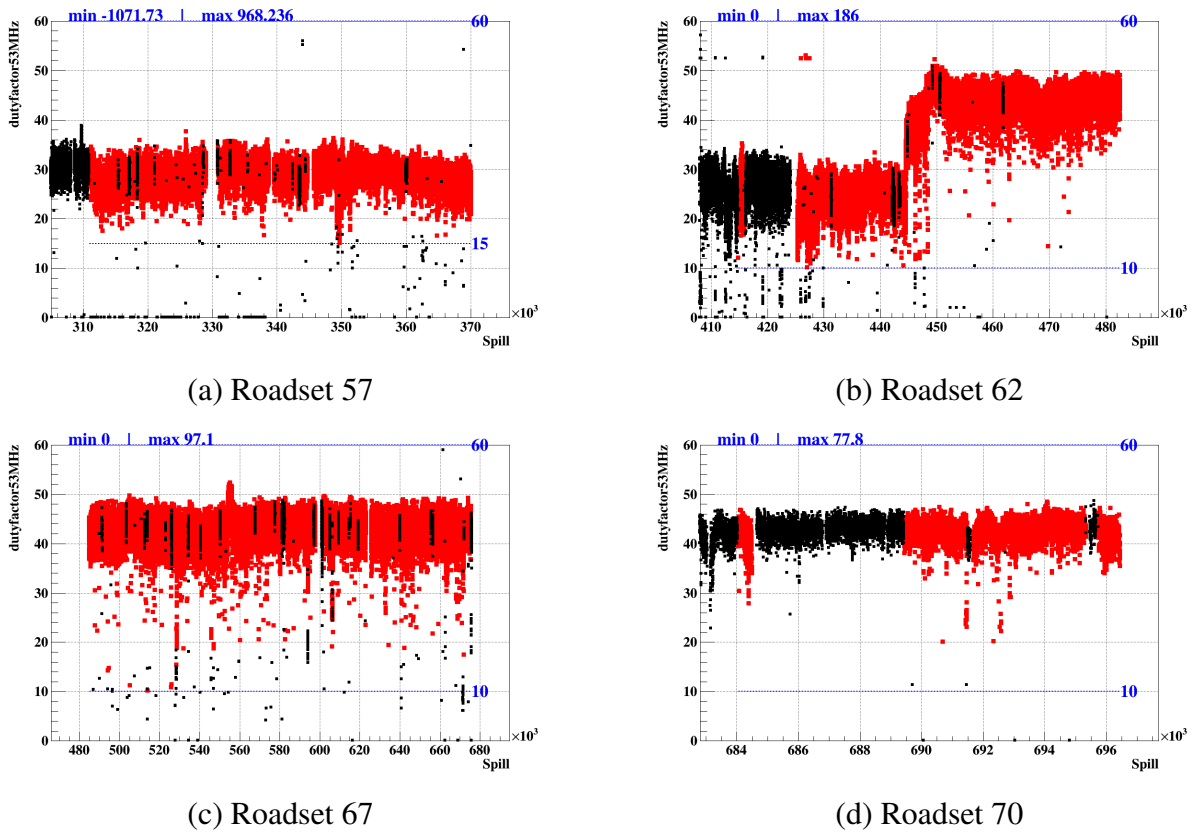 min -1071.73 | max 968.236
60
dutyfactor53MHz
60
50
40
30
20
10
0
15
310 320 330 340 350 360 370
×10³
Spill
(a) Roadset 57
min 0 | max 186
60
dutyfactor53MHz
60
50
40
30
20
10
0
10
410 420 430 440 450 460 470 480
×10³
Spill
(b) Roadset 62
min 0 | max 97.1
60
dutyfactor53MHz
60
50
40
30
20
10
0
10
480 500 520 540 560 580 600 620 640 660 680
×10³
Spill
(c) Roadset 67
min 0 | max 77.8
60
dutyfactor53MHz
60
50
40
30
20
10
0
10
684 686 688 690 692 694 696
×10³
Spill
(d) Roadset 70